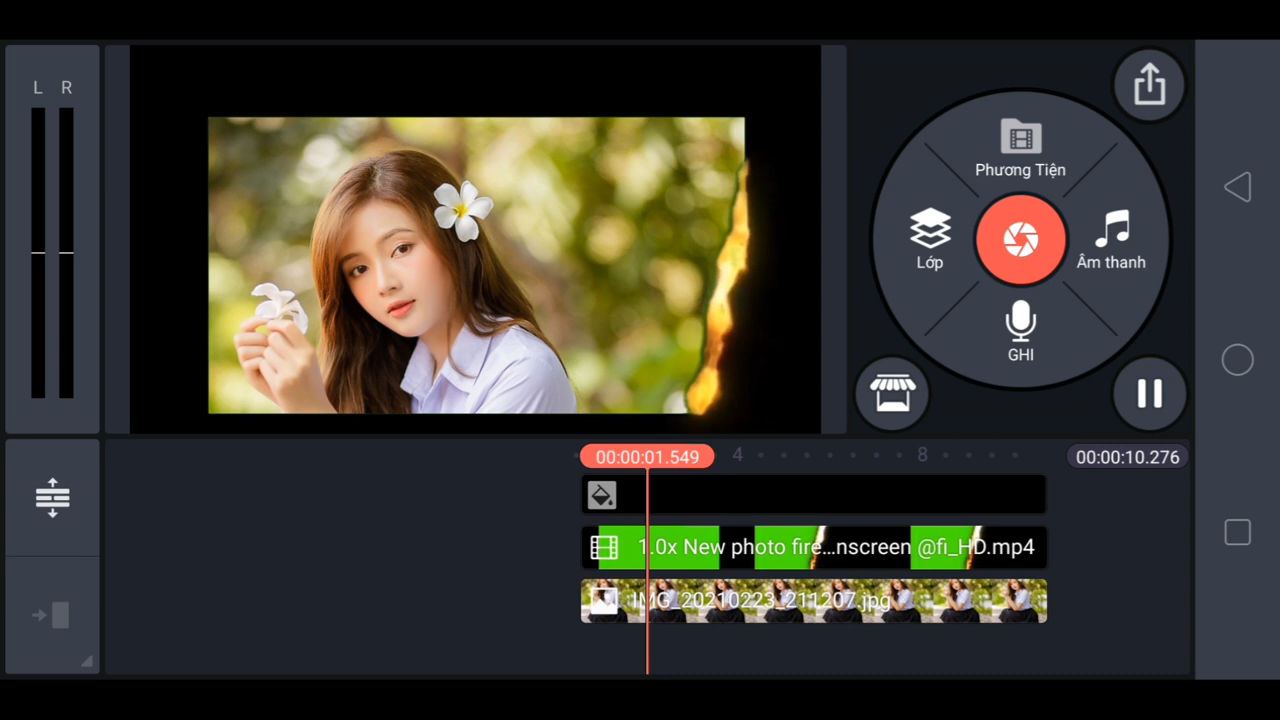 L R
Phương Tiện
Lớp
Âm thanh
GHI
00:00:01.549
4
8
00:00:10.276
1.0x New photo fire...nscreen @fi_HD.mp4
IMG_20210223_211207.jpg